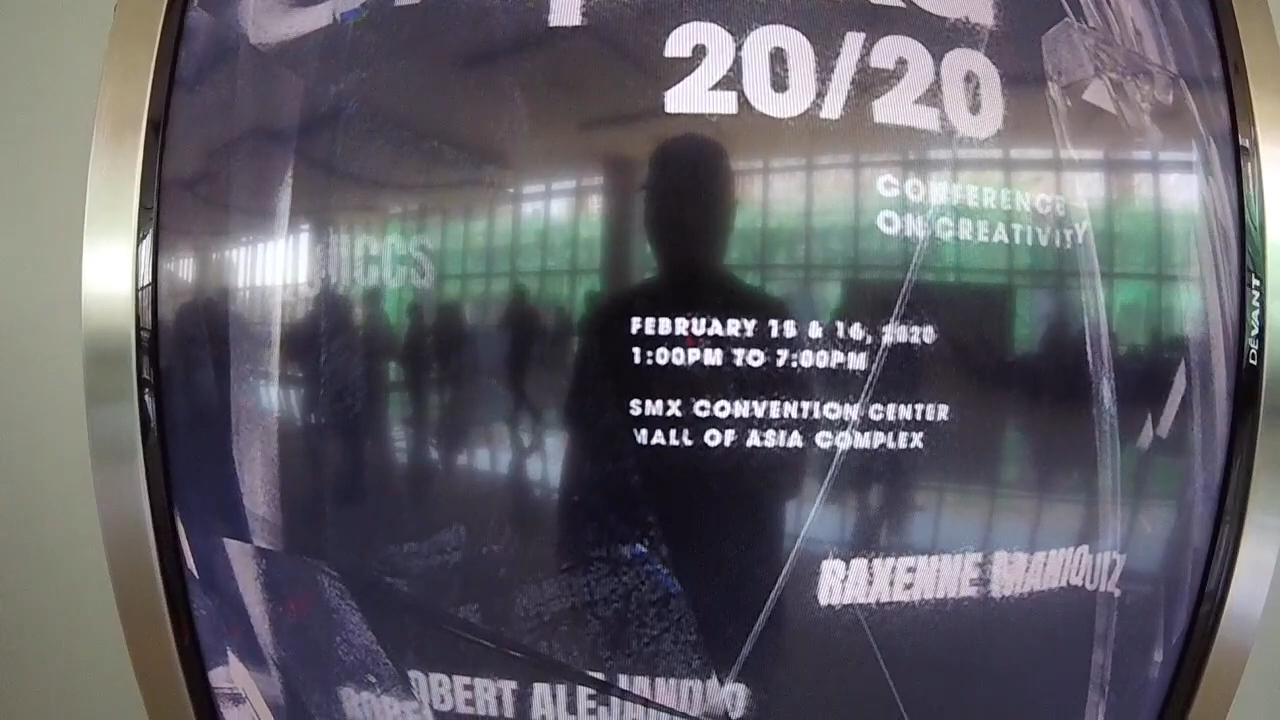 20/20
CONFERENCE
ON CREATIVITY
FEBRUARY 15 & 16, 2020
1:00PM TO 7:00PM
SMX CONVENTION CENTER
MALL OF ASIA COMPLEX
RAXENNE MANIQUIZ
ROBERT ALEJANDRO
DEVANT